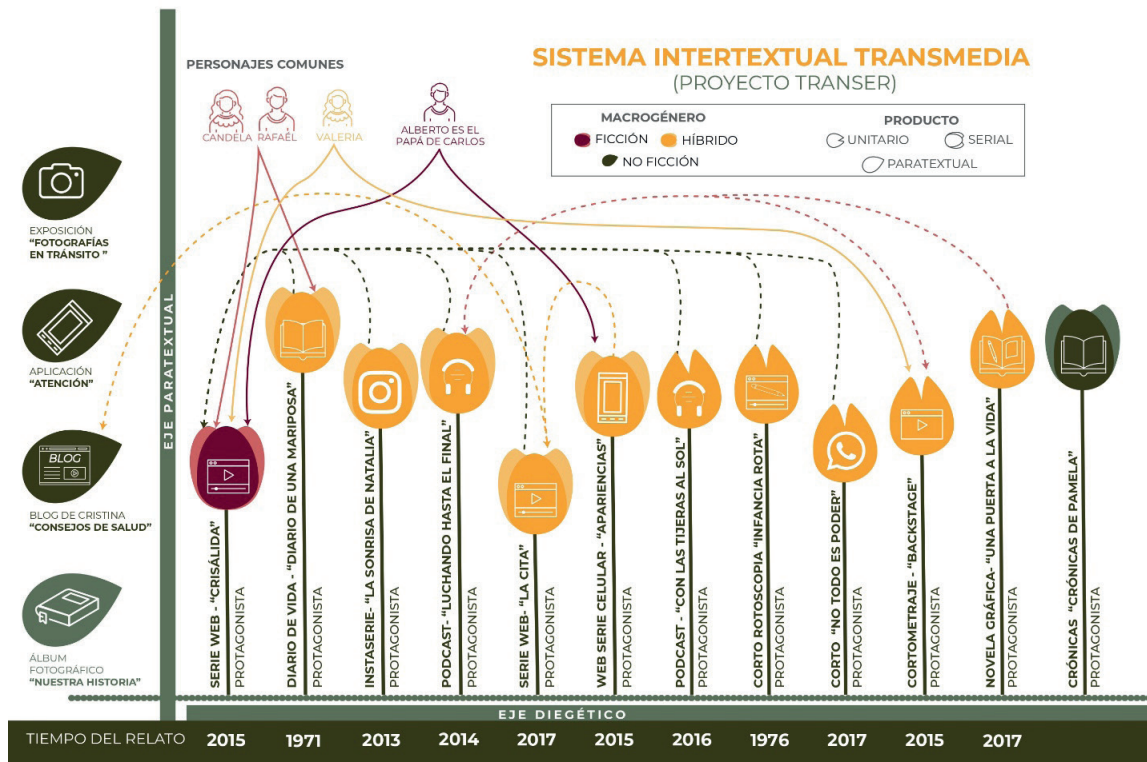 SISTEMA INTERTEXTUAL TRANSMEDIA
(PROYECTO TRANSER)
PERSONAJES COMUNES
CANDELA RAFAÉL
VALERIA
ALBERTO ES EL
PAPÁ DE CARLOS
MACROGÉNERO
FICCIÓN
HÍBRIDO
NO FICCIÓN
PRODUCTO
UNITARIO
SERIAL
PARATEXTUAL
EXPOSICIÓN
“FOTOGRAFÍAS
EN TRÁNSITO ”
APLICACIÓN
“ATENCIÓN”
BLOG
BLOG DE CRISTINA
“CONSEJOS DE SALUD”
ÁLBUM
FOTOGRÁFICO
“NUESTRA HISTORIA”
EJE PARATEXTUAL
SERIE WEB - “CRISÁLIDA”
PROTAGONISTA
DIARIO DE VIDA - “DIARIO DE UNA MARIPOSA”
PROTAGONISTA
INSTASERIE- “LA SONRISA DE NATALIA”
PROTAGONISTA
PODCAST- “LUCHANDO HASTA EL FINAL”
PROTAGONISTA
SERIE WEB- “LA CITA”
PROTAGONISTA
WEB SERIE CELULAR - “APARIENCIAS”
PROTAGONISTA
PODCAST - “CON LAS TIJERAS AL SOL”
PROTAGONISTA
CORTO ROTOSCOPIA “INFANCIA ROTA”
PROTAGONISTA
CORTO “NO TODO ES PODER”
PROTAGONISTA
CORTOMETRAJE - “BACKSTAGE”
PROTAGONISTA
NOVELA GRÁFICA- “UNA PUERTA A LA VIDA”
PROTAGONISTA
CRÓNICAS “CRÓNICAS DE PAMELA”
PROTAGONISTA
EJE DIEGÉTICO
TIEMPO DEL RELATO 2015 1971 2013 2014 2017 2015 2016 1976 2017 2015 2017